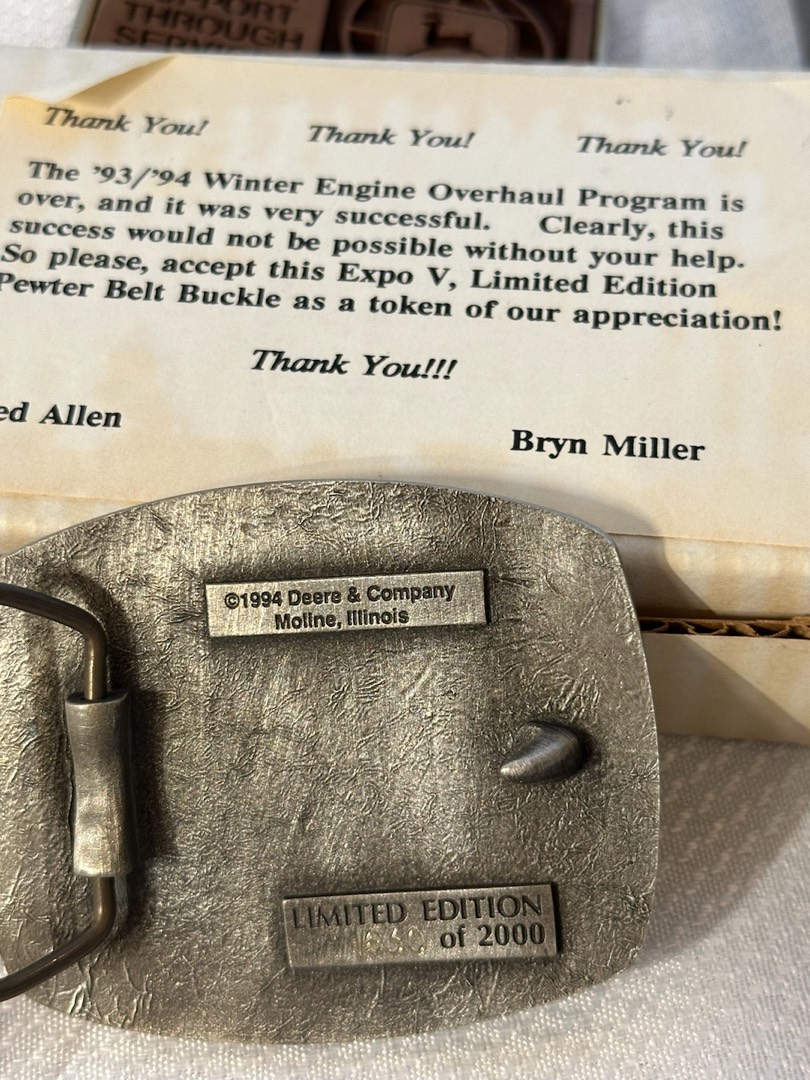 THROUGH
Thank You! Thank You! Thank You!
The '93/'94 Winter Engine Overhaul Program is
over, and it was very successful. Clearly, this
success would not be possible without your help.
So please, accept this Expo V, Limited Edition
Pewter Belt Buckle as a token of our appreciation!
Thank You!!!
ed Allen
Bryn Miller
©1994 Deere & Company
Moline, Illinois
LIMITED EDITION
of 2000